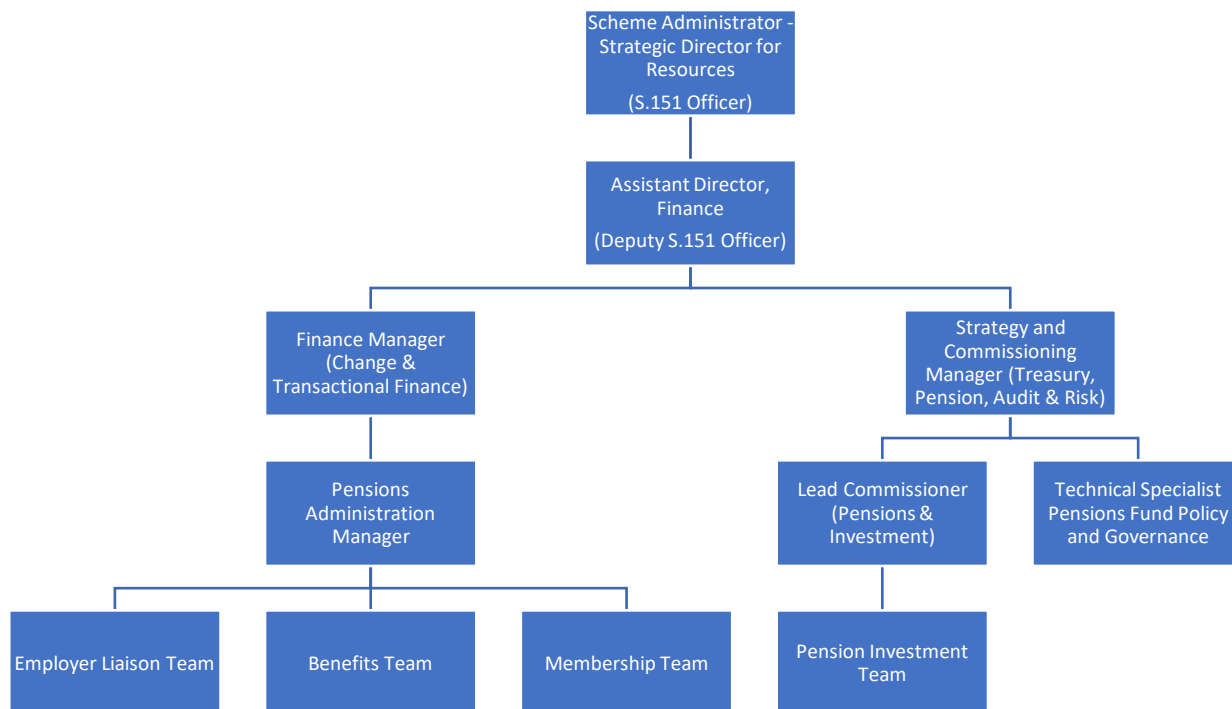 Scheme Administrator -
Strategic Director for
Resources
(S.151 Officer)
Assistant Director,
Finance
(Deputy S.151 Officer)
Finance Manager
(Change &
Transactional Finance)
Strategy and
Commissioning
Manager (Treasury,
Pension, Audit & Risk)
Pensions
Administration
Manager
Lead Commissioner
(Pensions &
Investment)
Technical Specialist
Pensions Fund Policy
and Governance
Employer Liaison Team
Benefits Team
Membership Team
Pension Investment
Team